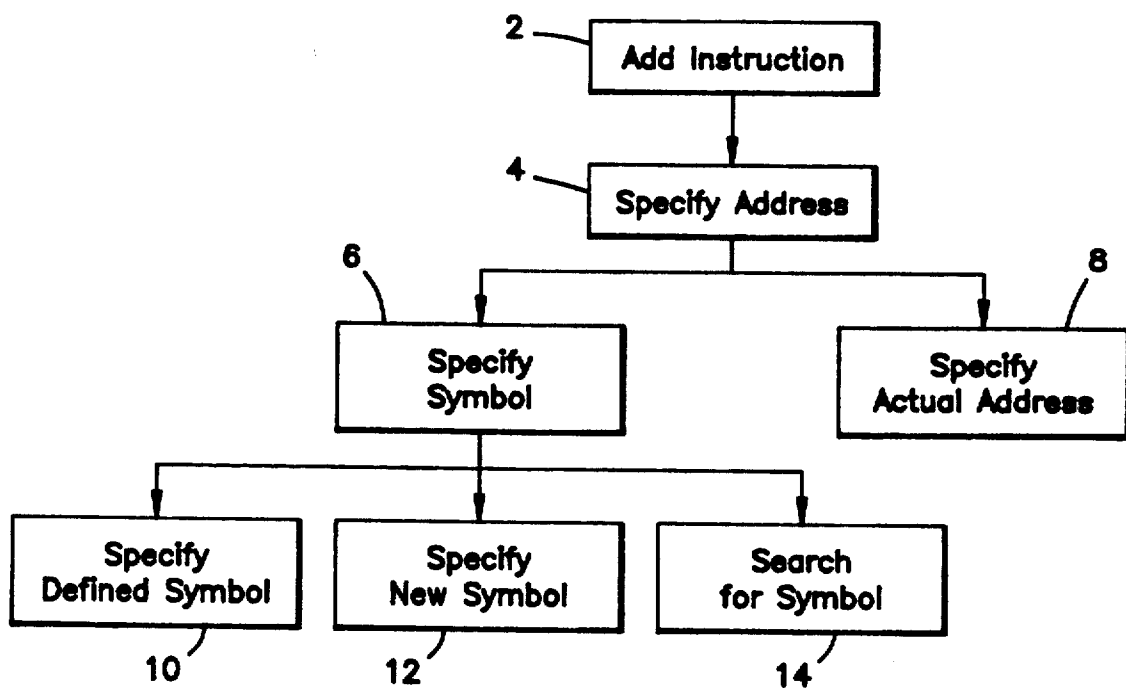 2
Add Instruction
4
Specify Address
6
8
Specify
Symbol
Specify
Actual Address
Specify
Defined Symbol
Specify
New Symbol
Search
for Symbol
10
12
14